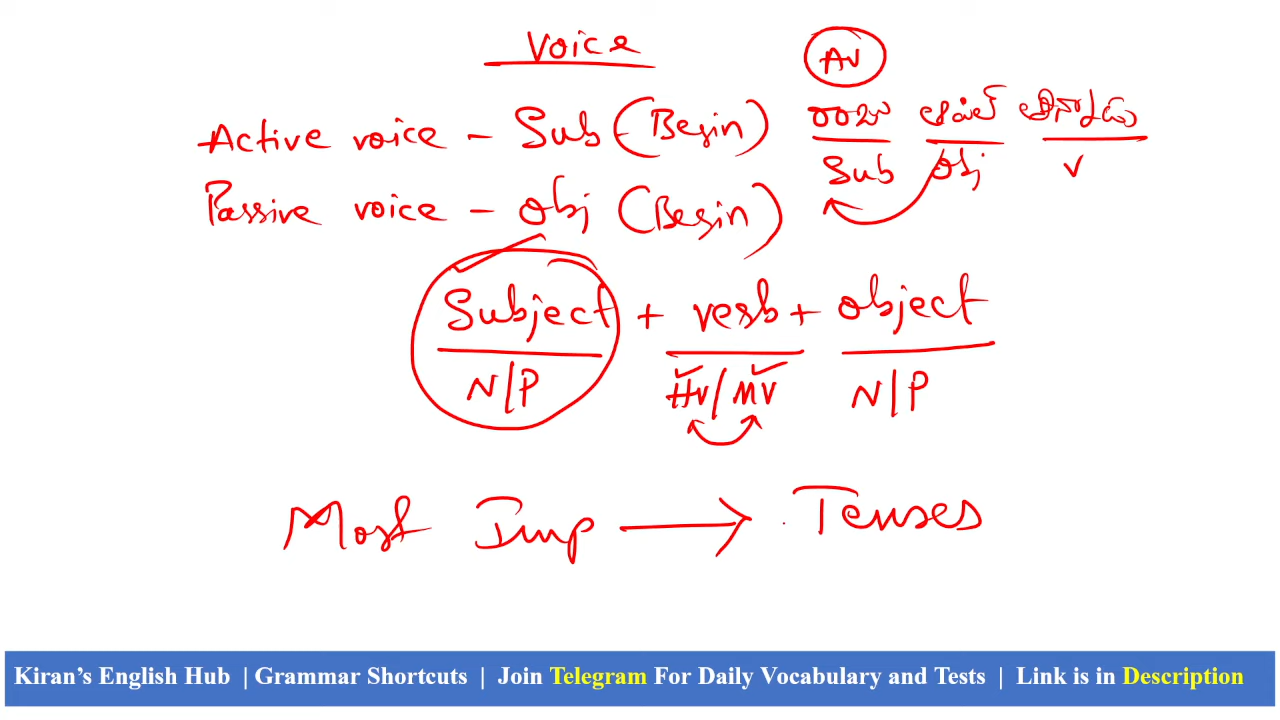 Voice
AV
Active voice – Sub (Begin) రాజు ఆపిల్ తిన్నాడు
Sub Obj V
Passive voice – Obj (Begin)
Subject + verb + object
N/P HV/MV N/P
Most Imp → Tenses
Kiran's English Hub | Grammar Shortcuts | Join Telegram For Daily Vocabulary and Tests | Link is in Description